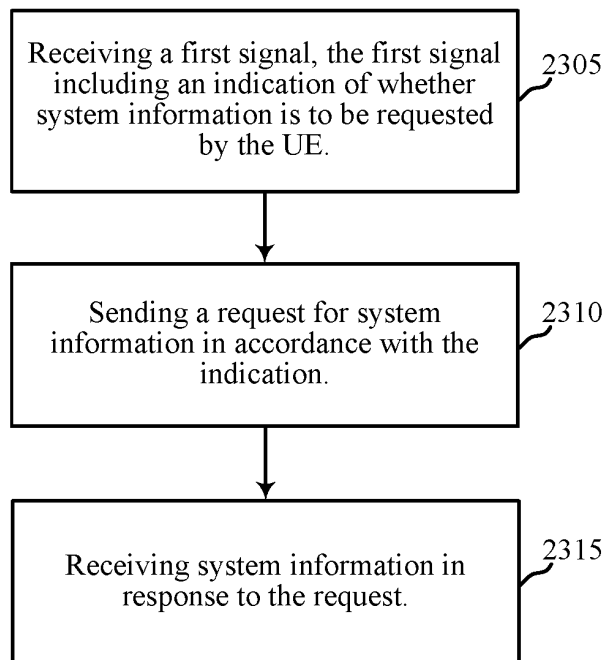 Receiving a first signal, the first signal
including an indication of whether
system information is to be requested
by the UE.
2305
Sending a request for system
information in accordance with the
indication.
2310
Receiving system information in
response to the request.
2315